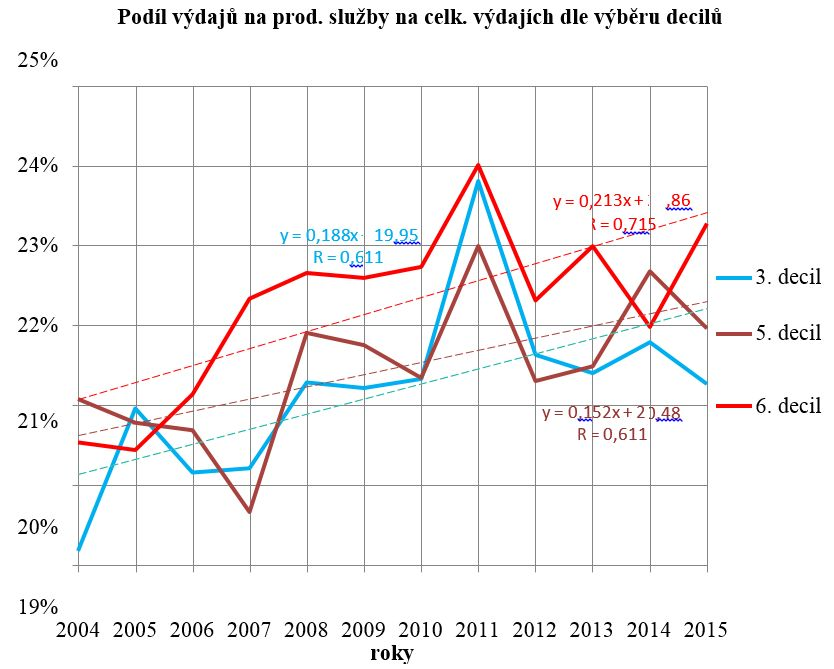 Podíl výdajů na prod. služby na celk. výdajích dle výběru decilů
25%
24%
23%
22%
21%
20%
19%
y = 0,188x 19,95
R = 0,611
y = 0,213x + ,86
R = 0,715
y = 0,152x + 20,48
R = 0,611
3. decil
5. decil
6. decil
2004 2005 2006 2007 2008 2009 2010 2011 2012 2013 2014 2015
roky